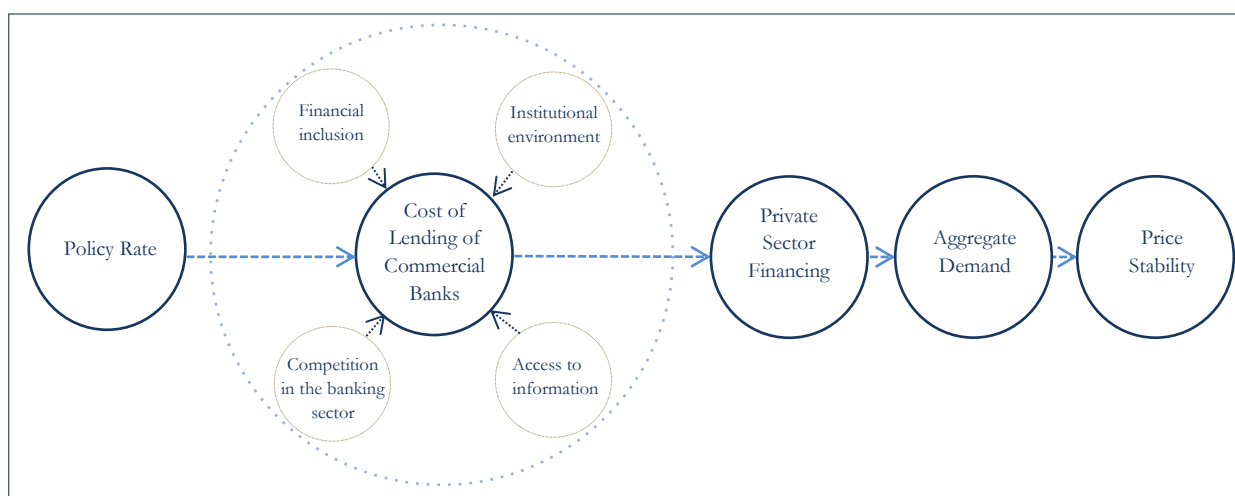 Policy Rate
Financial
inclusion
Institutional
environment
Cost of
Lending of
Commercial
Banks
Competition
in the banking
sector
Access to
information
Private
Sector
Financing
Aggregate
Demand
Price
Stability